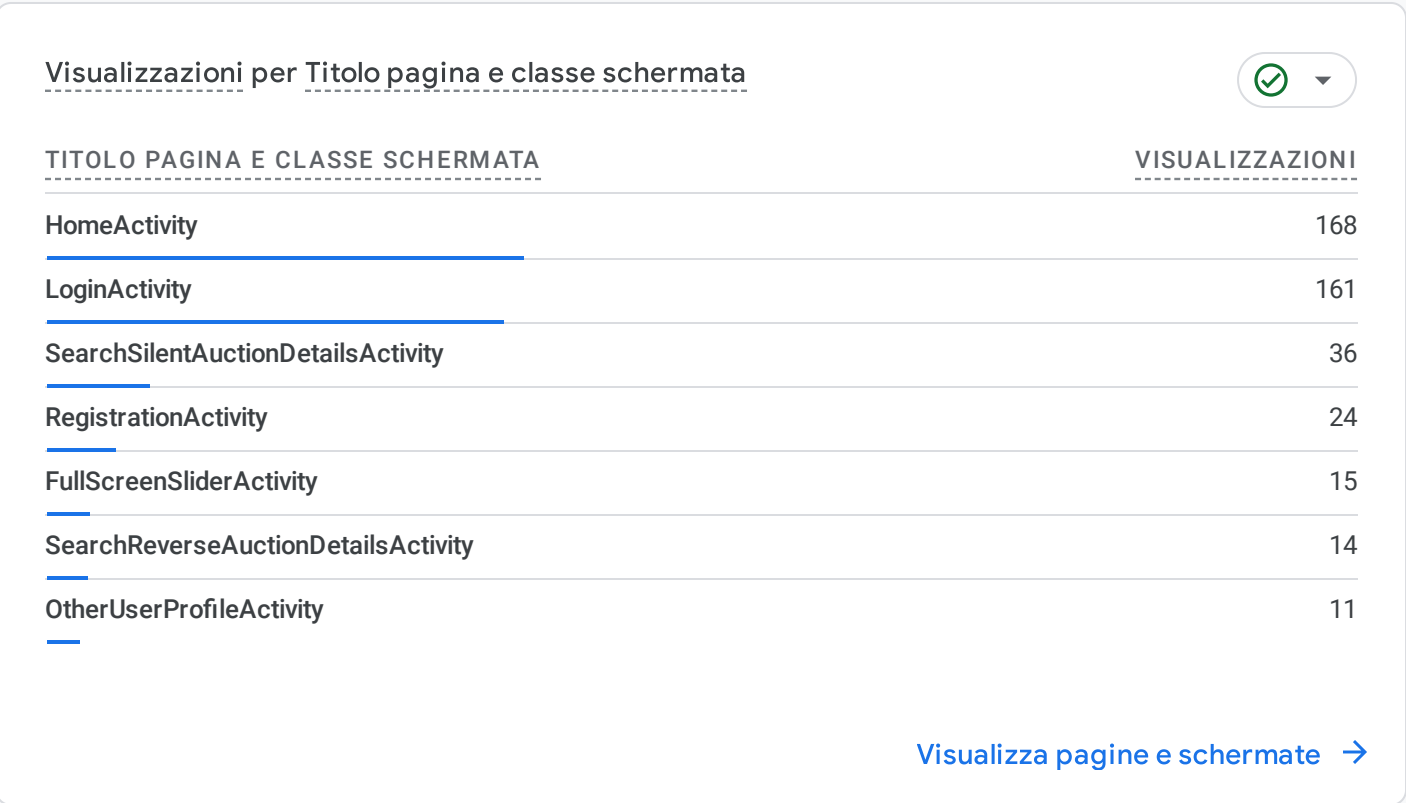 Visualizzazioni per Titolo pagina e classe schermata
TITOLO PAGINA E CLASSE SCHERMATA VISUALIZZAZIONI
HomeActivity 168
LoginActivity 161
SearchSilentAuctionDetailsActivity 36
RegistrationActivity 24
FullScreenSliderActivity 15
SearchReverseAuctionDetailsActivity 14
OtherUserProfileActivity 11
Visualizza pagine e schermate